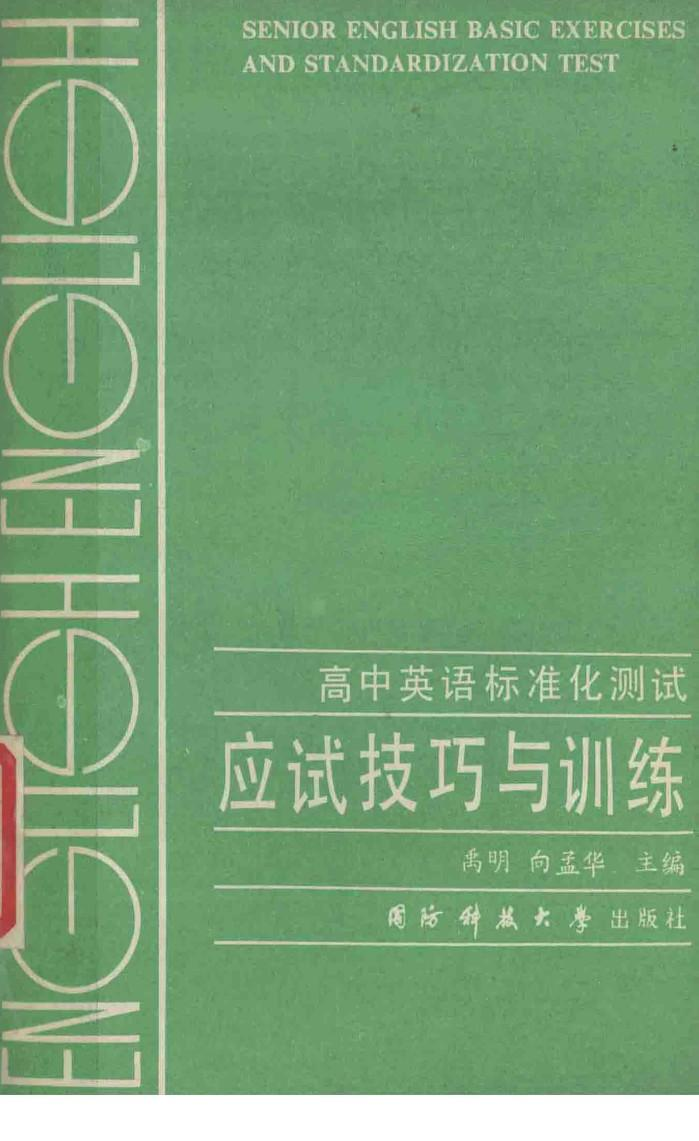 SENIOR ENGLISH BASIC EXERCISES
AND STANDARDIZATION TEST
ENGLISH ENGLISH
高中英语标准化测试
应试技巧与训练
禹明 向孟华 主编
国防科技大学出版社